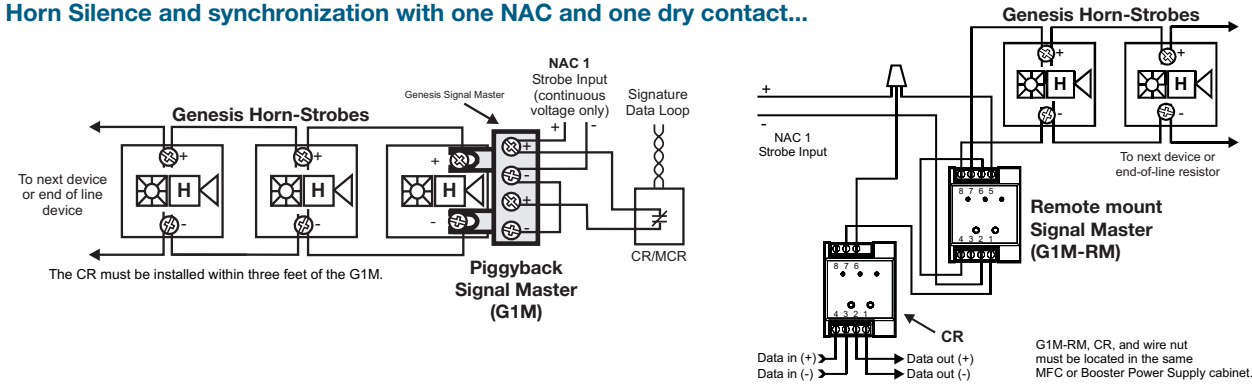 Horn Silence and synchronization with one NAC and one dry contact...
Genesis Horn-Strobes
Genesis Signal Master
NAC 1
Strobe Input
(continuous
voltage only)
+ -
Signature
Data Loop
+ + + + +
H H H
- - - - -
To next device
or end of line
device
CR/MCR
The CR must be installed within three feet of the G1M.
Piggyback
Signal Master
(G1M)
Genesis Horn-Strobes
+ +
H H
- -
+
-
NAC 1
Strobe Input
To next device or
end-of-line resistor
8 7 6 5
4 3 2 1
Remote mount
Signal Master
(G1M-RM)
8 7 6
4 3 2 1
CR
Data in (+) Data out (+)
Data in (-) Data out (-)
G1M-RM, CR, and wire nut
must be located in the same
MFC or Booster Power Supply cabinet.